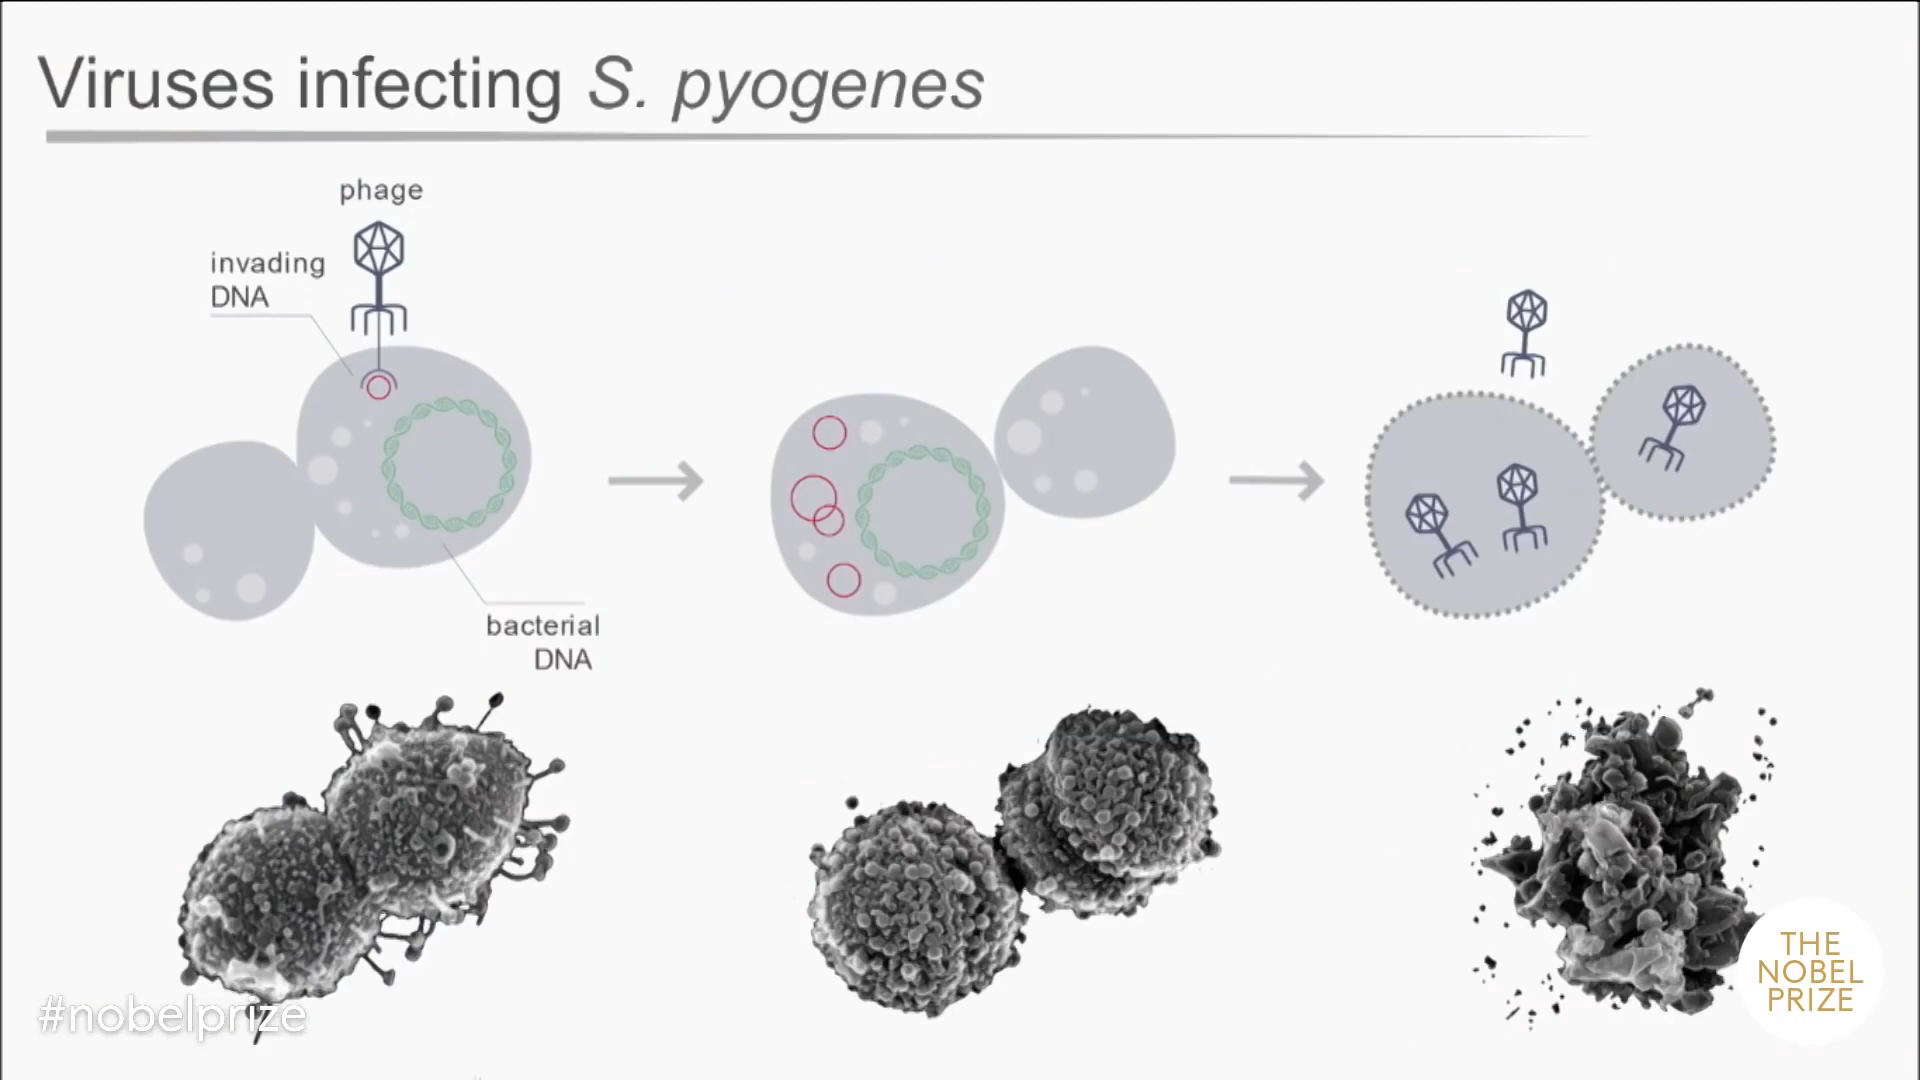 Viruses infecting S. pyogenes
phage
invading
DNA
bacterial
DNA
#nobelprize
THE
NOBEL
PRIZE